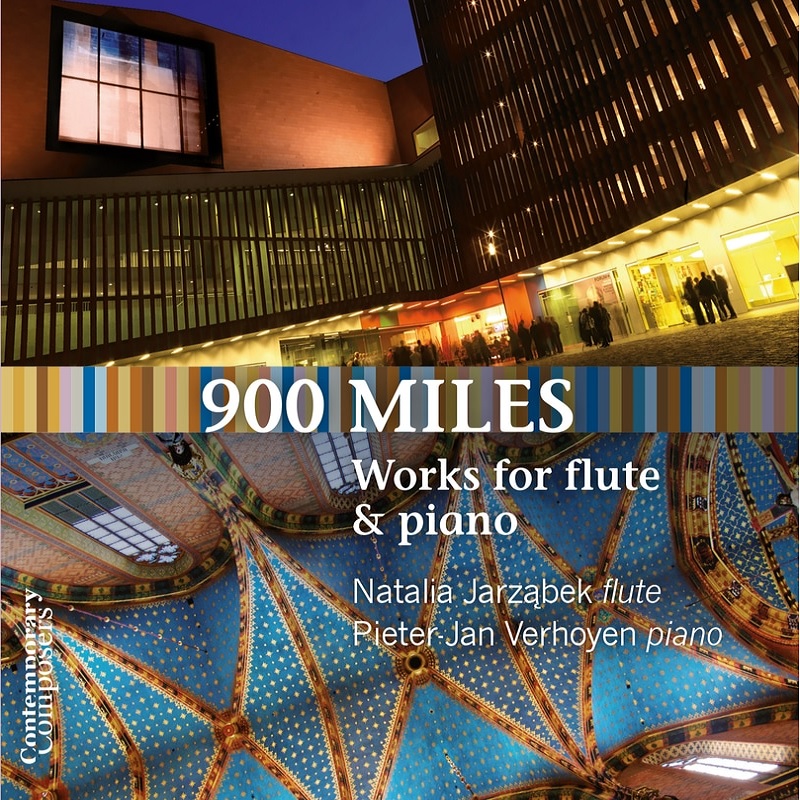 900 MILES
Works for flute
& piano
Natalia Jarząbek flute
Pieter-Jan Verhoyen piano
Contemporary
Composers